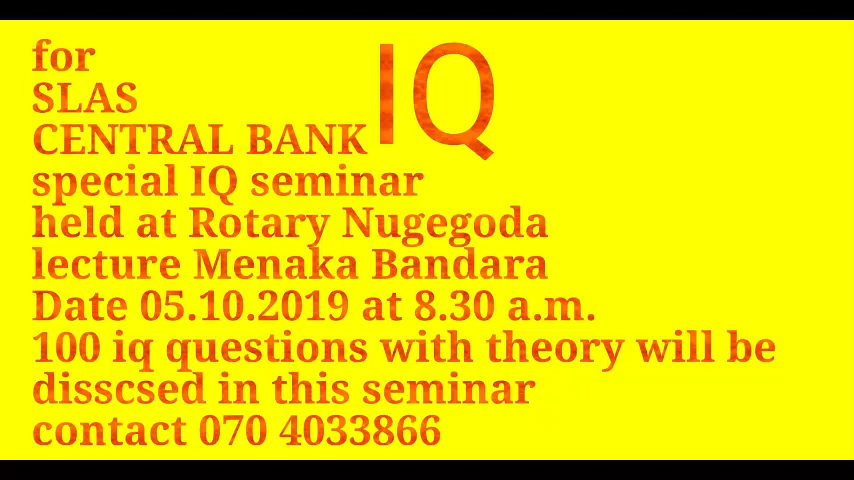 IQ
for
SLAS
CENTRAL BANK
special IQ seminar
held at Rotary Nugegoda
lecture Menaka Bandara
Date 05.10.2019 at 8.30 a.m.
100 iq questions with theory will be
disscsed in this seminar
contact 070 4033866